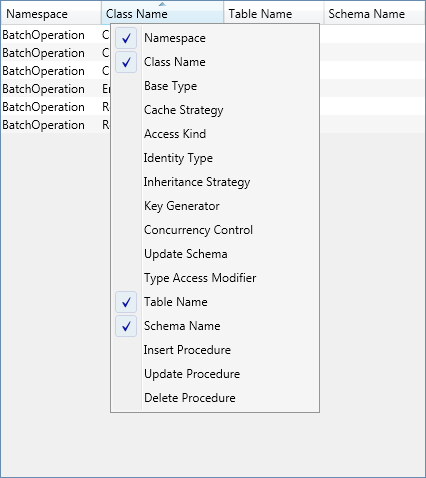 Namespace Class Name Table Name Schema Name
BatchOperation
BatchOperation
BatchOperation
BatchOperation
BatchOperation
BatchOperation
Namespace
Class Name
Base Type
Cache Strategy
Access Kind
Identity Type
Inheritance Strategy
Key Generator
Concurrency Control
Update Schema
Type Access Modifier
Table Name
Schema Name
Insert Procedure
Update Procedure
Delete Procedure